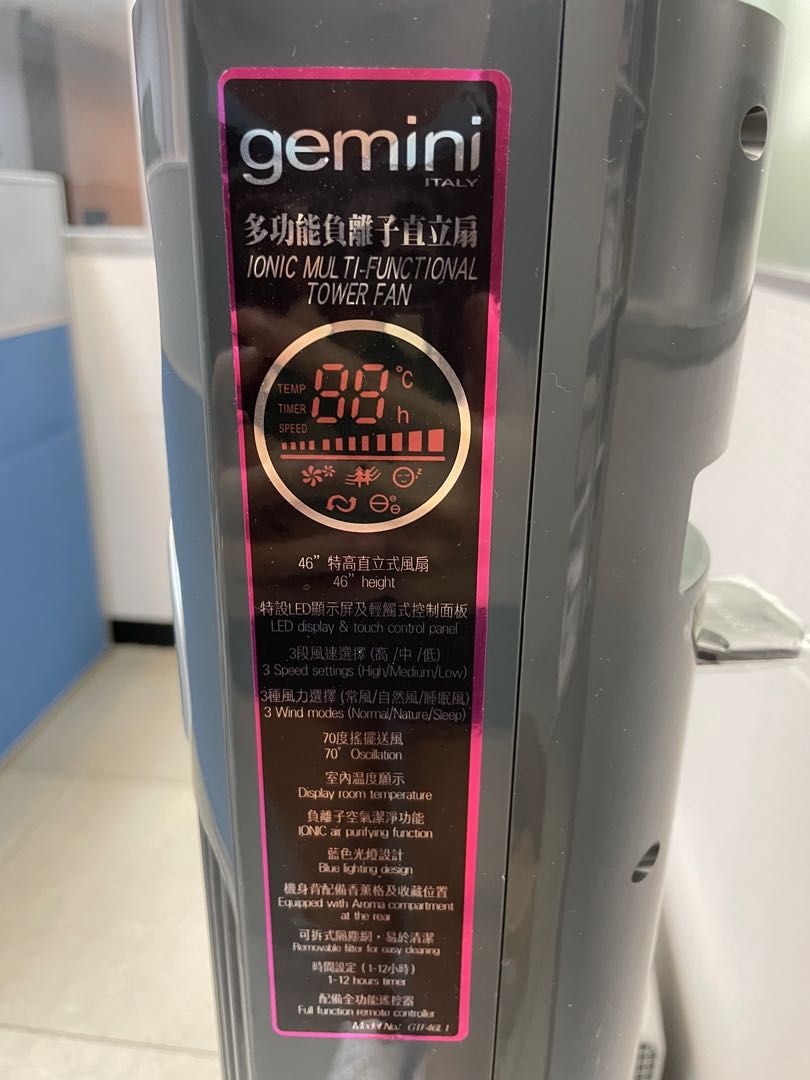 gemini
ITALY
多功能負離子直立扇
IONIC MULTI-FUNCTIONAL
TOWER FAN
TEMP 88 °C
TIMER h
SPEED
z
46” 特高直立式風扇
46” height
特設LED顯示屏及輕觸式控制面板
LED display & touch control panel
3段風速選擇 (高 /中 /低)
3 Speed settings (High/Medium/Low)
3種風力選擇 (常風/自然風/睡眠風)
3 Wind modes (Normal/Nature/Sleep)
70度搖擺送風
70° Oscillation
室內温度顯示
Display room temperature
負離子空氣潔淨功能
IONIC air purifying function
藍色光燈設計
Blue lighting design
機身背配備香薰格及收藏位置
Equipped with Aroma compartment
at the rear
可拆式隔塵網，易於清潔
Removable filter for easy cleaning
時間設定 (1-12小時)
1-12 hours timer
配備全功能遙控器
Full function remote controller
Model No.: GTF46L1